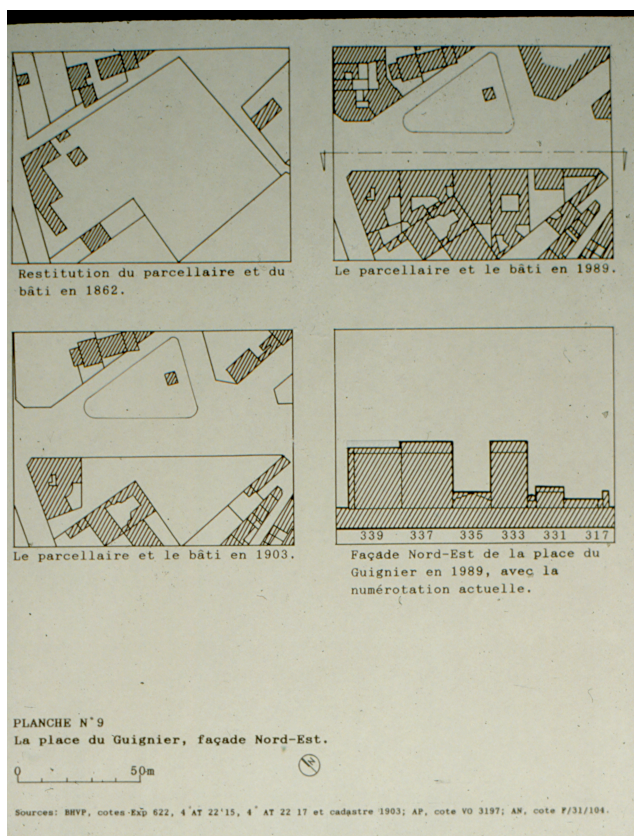 Restitution du parcellaire et du
bâti en 1862.
Le parcellaire et le bâti en 1989.
Le parcellaire et le bâti en 1903.
339 337 335 333 331 317
Façade Nord-Est de la place du
Guignier en 1989, avec la
numérotation actuelle.
PLANCHE N°9
La place du Guignier, façade Nord-Est.
0 50m
N
Sources: BHVP, cotes Exp 622, 4° AT 22'15, 4° AT 22 17 et cadastre 1903; AP, cote VO 3197; AN, cote F/31/104.